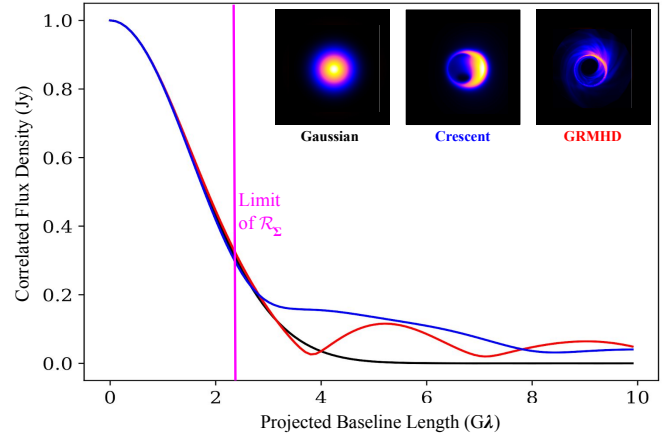 Gaussian
Crescent
GRMHD
Limit
of 𝓡_Σ
Correlated Flux Density (Jy)
1.0
0.8
0.6
0.4
0.2
0.0
0
2
4
6
8
10
Projected Baseline Length (Gλ)